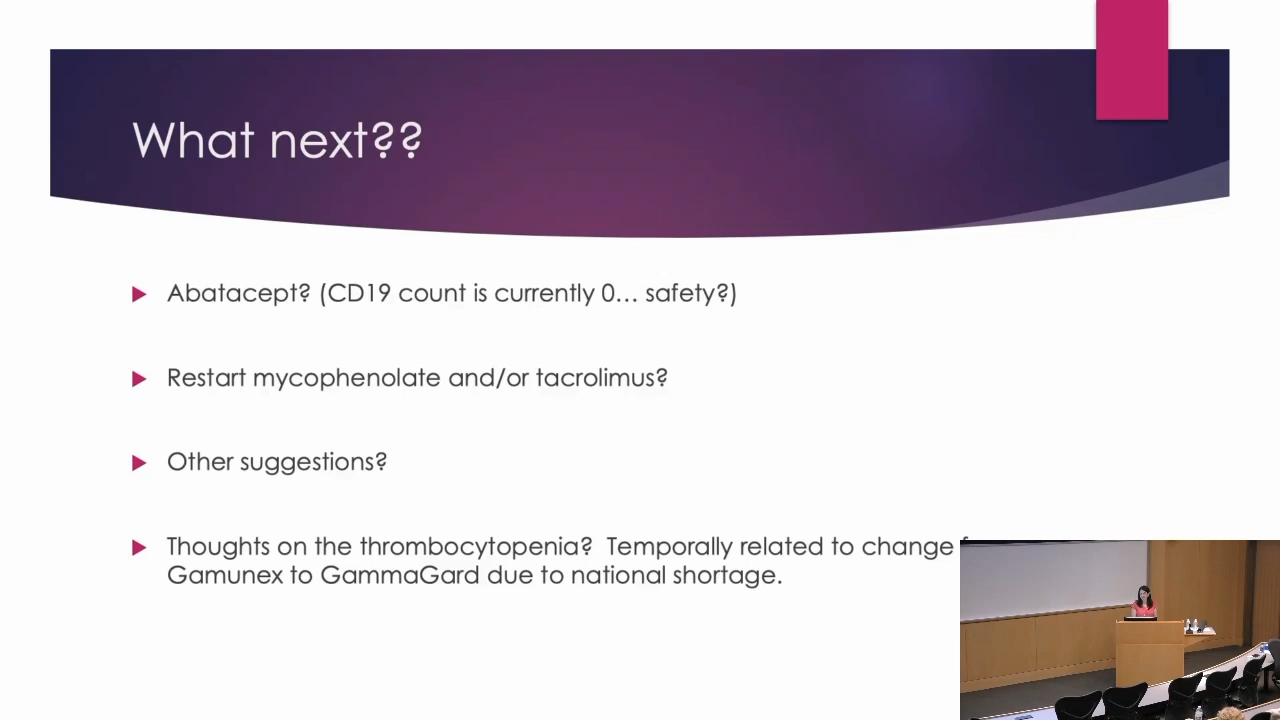 What next??
Abatacept? (CD19 count is currently 0... safety?)
Restart mycophenolate and/or tacrolimus?
Other suggestions?
Thoughts on the thrombocytopenia?  Temporally related to change
Gamunex to GammaGard due to national shortage.